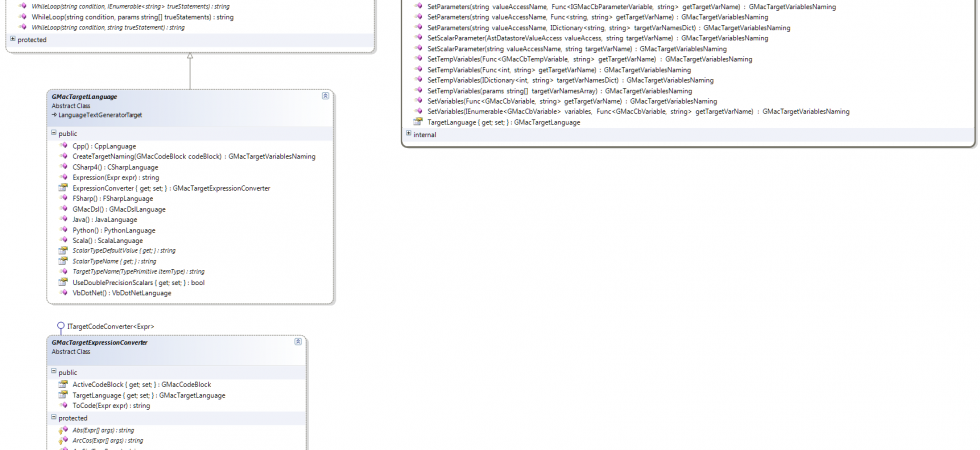 WhileLoop(string condition, IEnumerable<string> trueStatements) : string
WhileLoop(string condition, params string[] trueStatements) : string
WhileLoop(string condition, string trueStatement) : string
protected
GMacTargetLanguage
Abstract Class
LanguageTextGeneratorTarget
public
Cpp() : CppLanguage
CreateTargetNaming(GMacCodeBlock codeBlock) : GMacTargetVariablesNaming
CSharp4() : CSharpLanguage
Expression(Expr expr) : string
ExpressionConverter { get; set; } : GMacTargetExpressionConverter
FSharp() : FSharpLanguage
GMacDsl() : GMacDslLanguage
Java() : JavaLanguage
Python() : PythonLanguage
Scala() : ScalaLanguage
ScalarTypeDefaultValue { get; } : string
ScalarTypeName { get; } : string
TargetTypeName(TypePrimitive itemType) : string
UseDoublePrecisionScalars { get; set; } : bool
VbDotNet() : VbDotNetLanguage
ITargetCodeConverter<Expr>
GMacTargetExpressionConverter
Abstract Class
public
ActiveCodeBlock { get; set; } : GMacCodeBlock
TargetLanguage { get; set; } : GMacTargetLanguage
ToCode(Expr expr) : string
protected
Abs(Expr[] args) : string
ArcCos(Expr[] args) : string
SetParameters(string valueAccessName, Func<IGMacCbParameterVariable, string> getTargetVarName) : GMacTargetVariablesNaming
SetParameters(string valueAccessName, Func<string, string> getTargetVarName) : GMacTargetVariablesNaming
SetParameters(string valueAccessName, IDictionary<string, string> targetVarNamesDict) : GMacTargetVariablesNaming
SetScalarParameter(AstDatastoreValueAccess valueAccess, string targetVarName) : GMacTargetVariablesNaming
SetScalarParameter(string valueAccessName, string targetVarName) : GMacTargetVariablesNaming
SetTempVariables(Func<GMacCbTempVariable, string> getTargetVarName) : GMacTargetVariablesNaming
SetTempVariables(Func<int, string> getTargetVarName) : GMacTargetVariablesNaming
SetTempVariables(IDictionary<int, string> targetVarNamesDict) : GMacTargetVariablesNaming
SetTempVariables(params string[] targetVarNamesArray) : GMacTargetVariablesNaming
SetVariables(Func<GMacCbVariable, string> getTargetVarName) : GMacTargetVariablesNaming
SetVariables(IEnumerable<GMacCbVariable> variables, Func<GMacCbVariable, string> getTargetVarName) : GMacTargetVariablesNaming
TargetLanguage { get; set; } : GMacTargetLanguage
internal